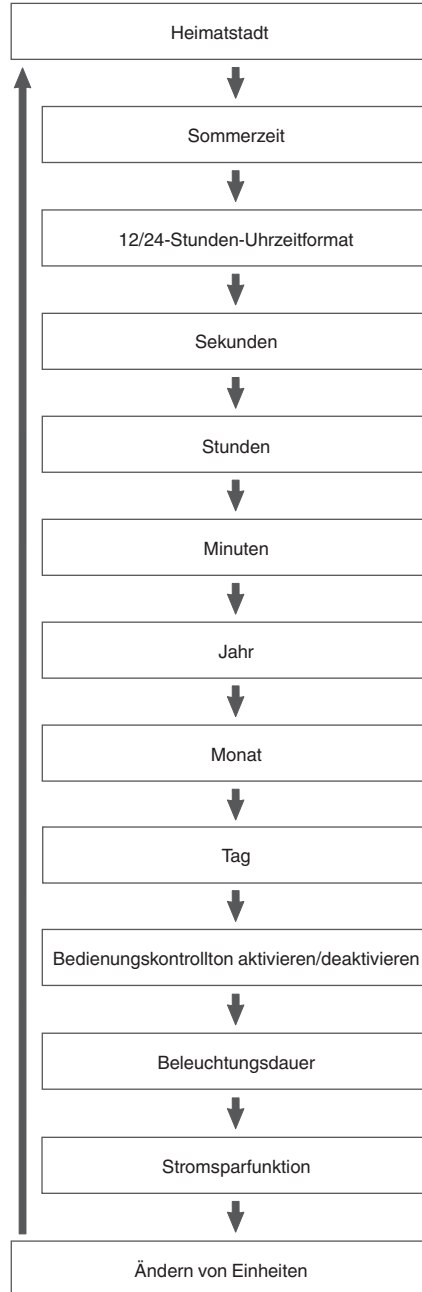 Heimatstadt
Sommerzeit
12/24-Stunden-Uhrzeitformat
Sekunden
Stunden
Minuten
Jahr
Monat
Tag
Bedienungskontrollton aktivieren/deaktivieren
Beleuchtungsdauer
Stromsparfunktion
Ändern von Einheiten